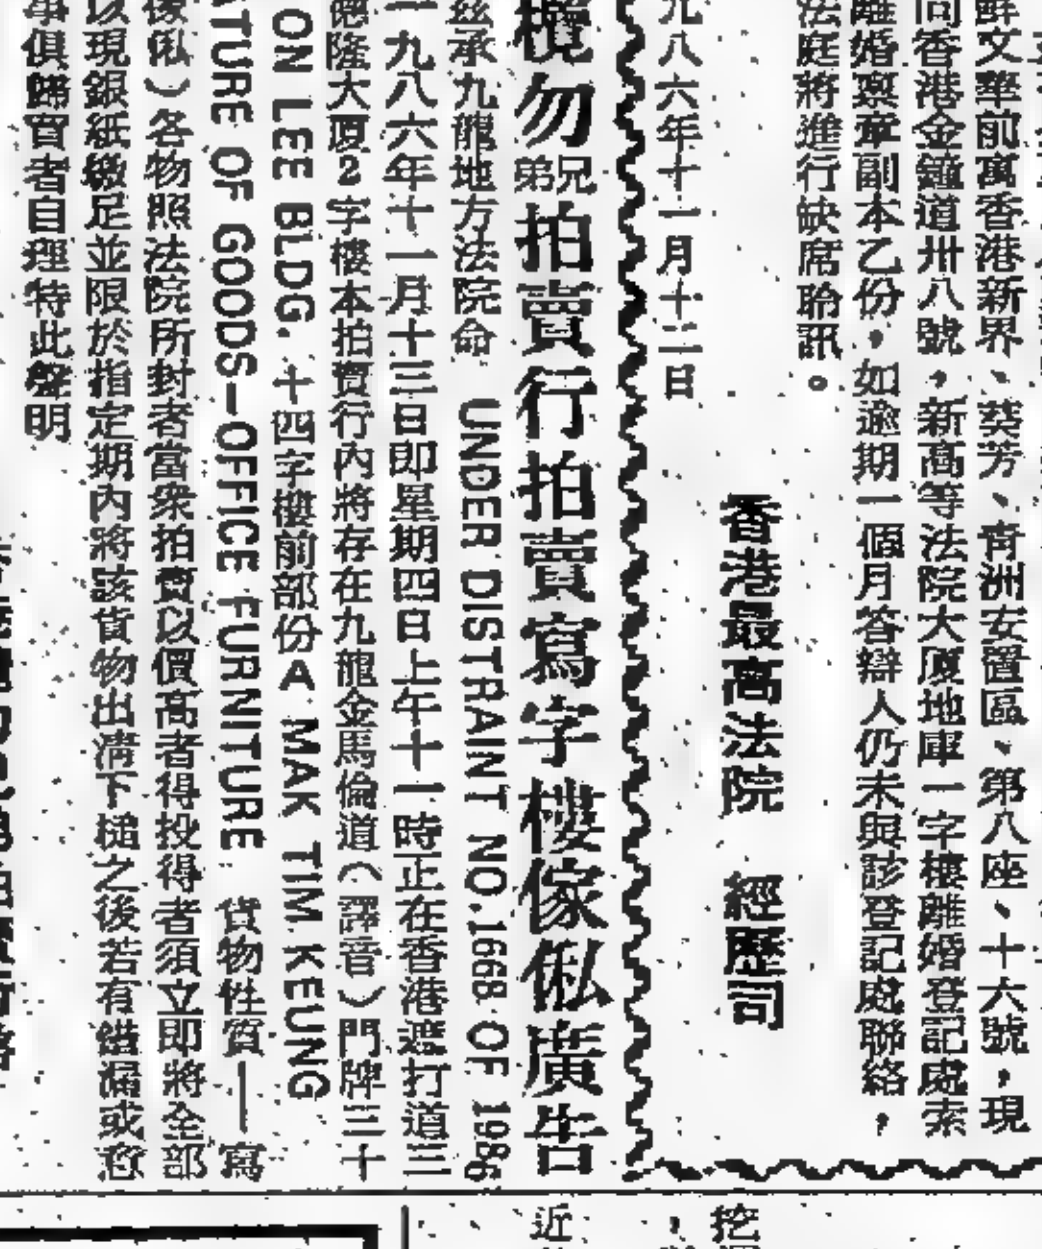 鮮文華前寓香港新界、葵芳、青洲安置區、第八座、十六號，現
同香港金鐘道卅八號，新高等法院大廈地庫一字樓離婚登記處索
離婚稟章副本乙份，如逾期一個月答辯人仍未與診登記處聯絡，
法庭將進行缺席聆訊。
香港最高法院　經歷司
九八六年十一月十二日
欖勿兄弟拍賣行拍賣寫字樓傢俬廣告
茲承九龍地方法院命　UNDER DISTRAINT NO.1668 OF 1986
一九八六年十一月十三日即星期四日上午十一時正在香港遮打道三
德隆大厦2字樓本拍賣行內將存在九龍金馬倫道（譯音）門牌三十
ON LEE BLDG. 十四字樓前部份A MAK TIM KEUNG
TURE OF GOODS—OFFICE FURNITURE 貨物性質——寫
傢俬）各物照法院所封者當衆拍賣以價高者得投得者須立即將全部
以現銀紙繳足並限於指定期內將該貨物出清下槌之後若有錯漏或
事俱歸買者自理特此聲明
近
挖